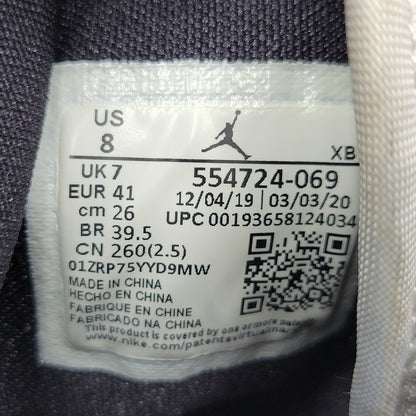 US
8
XB
UK 7
554724-069
EUR 41
12/04/19 | 03/03/20
cm 26
UPC 00193658124034
BR 39.5
CN 260(2.5)
01ZRP75YYD9MW
MADE IN CHINA
HECHO EN CHINA
FABRIQUE EN CHINE
FABRICADO NA CHINA
This product is covered by one or more
www.nike.com/patentsvirtualma